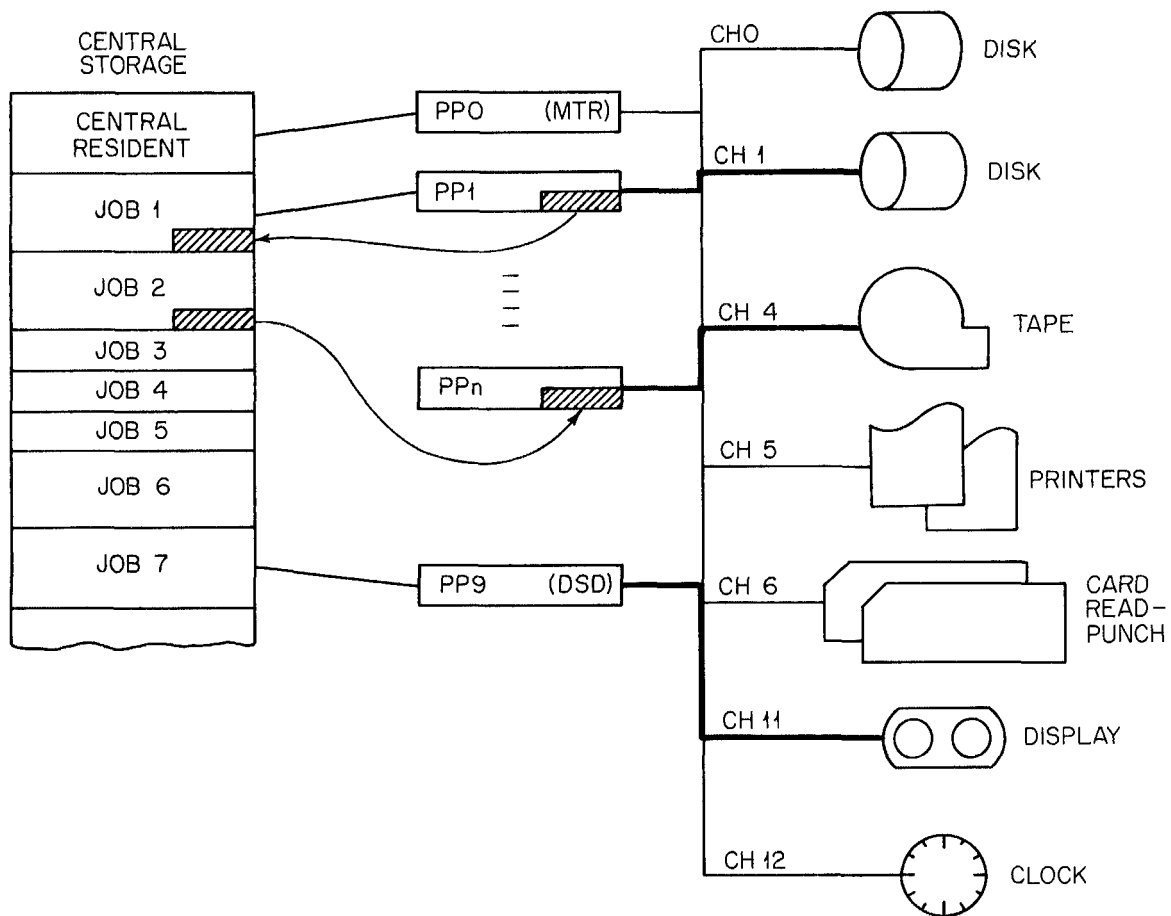 CENTRAL
STORAGE
CENTRAL
RESIDENT
JOB 1
JOB 2
JOB 3
JOB 4
JOB 5
JOB 6
JOB 7
PP0 (MTR)
PP1
PPn
PP9 (DSD)
CH0
DISK
CH 1
DISK
CH 4
TAPE
CH 5
PRINTERS
CH 6
CARD
READ-
PUNCH
CH 11
DISPLAY
CH 12
CLOCK